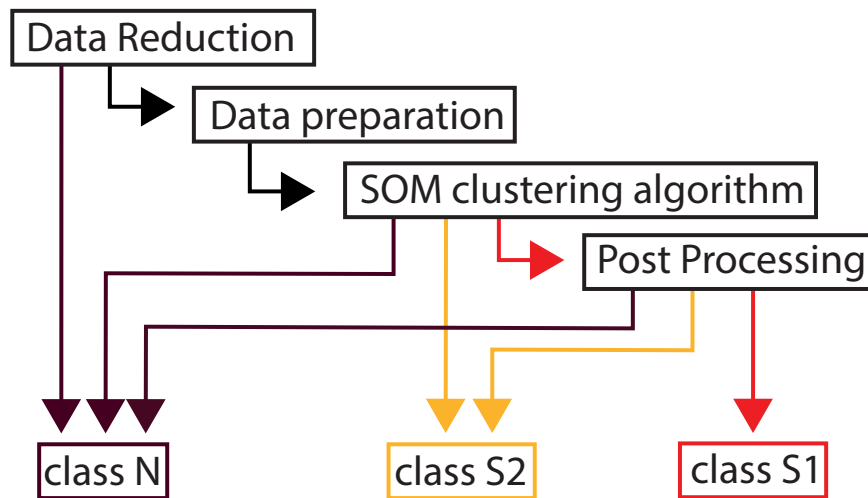 Data Reduction
Data preparation
SOM clustering algorithm
Post Processing
class N
class S2
class S1